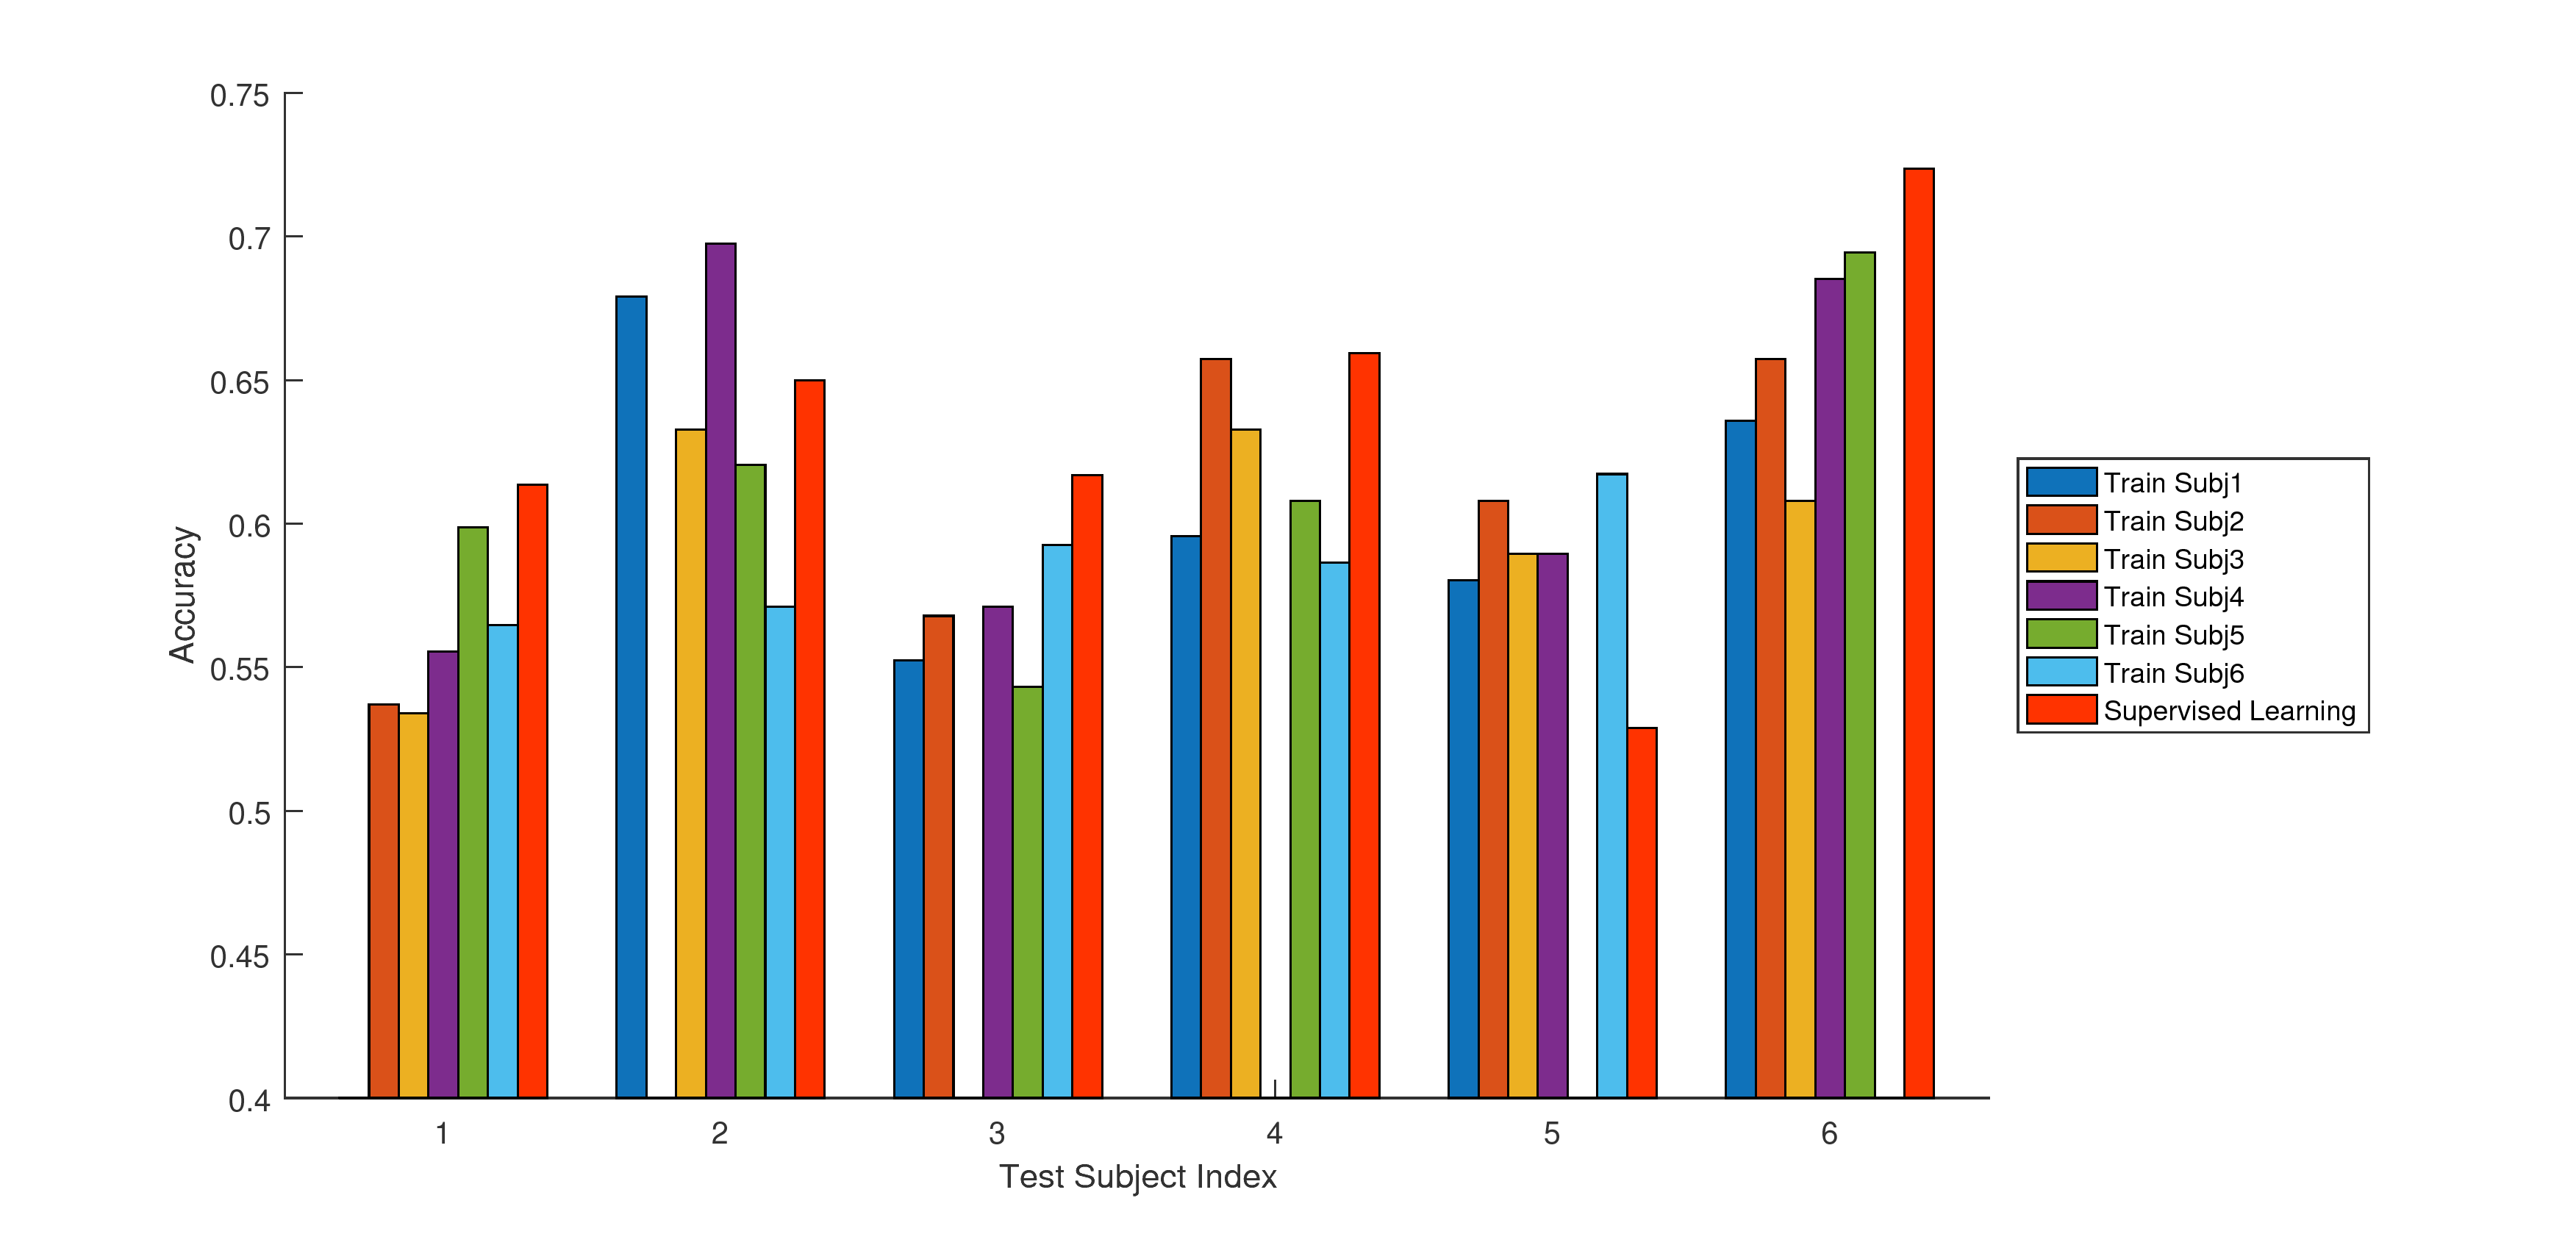 0.75
0.7
0.65
0.6
0.55
0.5
0.45
0.4
Accuracy
1 2 3 4 5 6
Test Subject Index
Train Subj1
Train Subj2
Train Subj3
Train Subj4
Train Subj5
Train Subj6
Supervised Learning